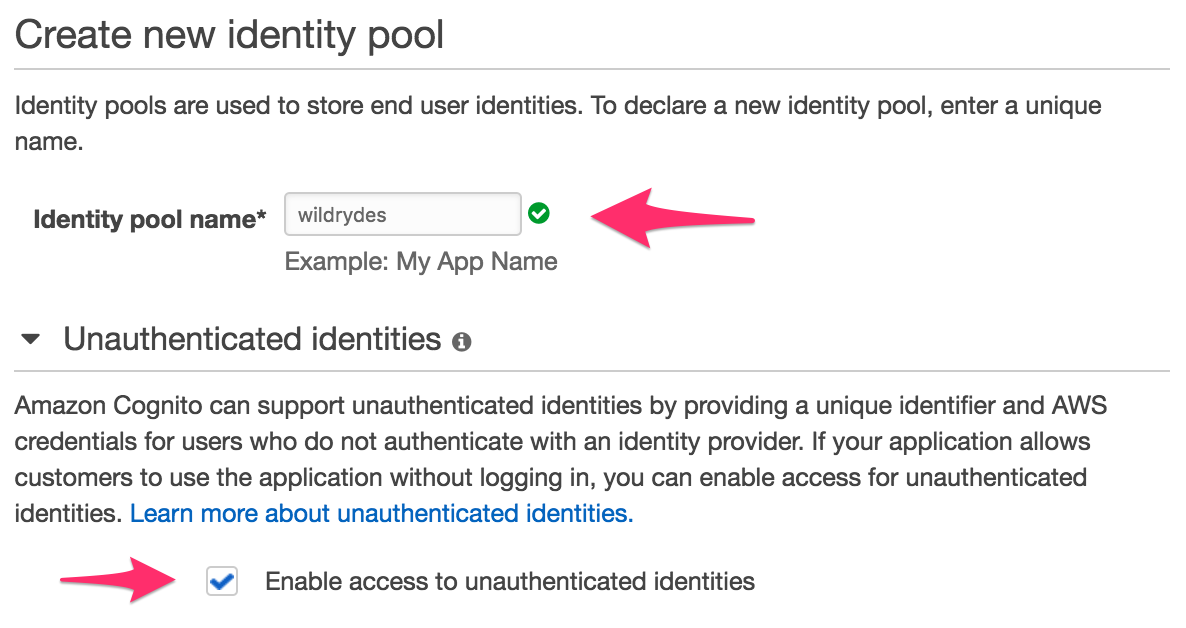 Create new identity pool
Identity pools are used to store end user identities. To declare a new identity pool, enter a unique
name.
Identity pool name* wildrydes
Example: My App Name
Unauthenticated identities
Amazon Cognito can support unauthenticated identities by providing a unique identifier and AWS
credentials for users who do not authenticate with an identity provider. If your application allows
customers to use the application without logging in, you can enable access for unauthenticated
identities. Learn more about unauthenticated identities.
Enable access to unauthenticated identities